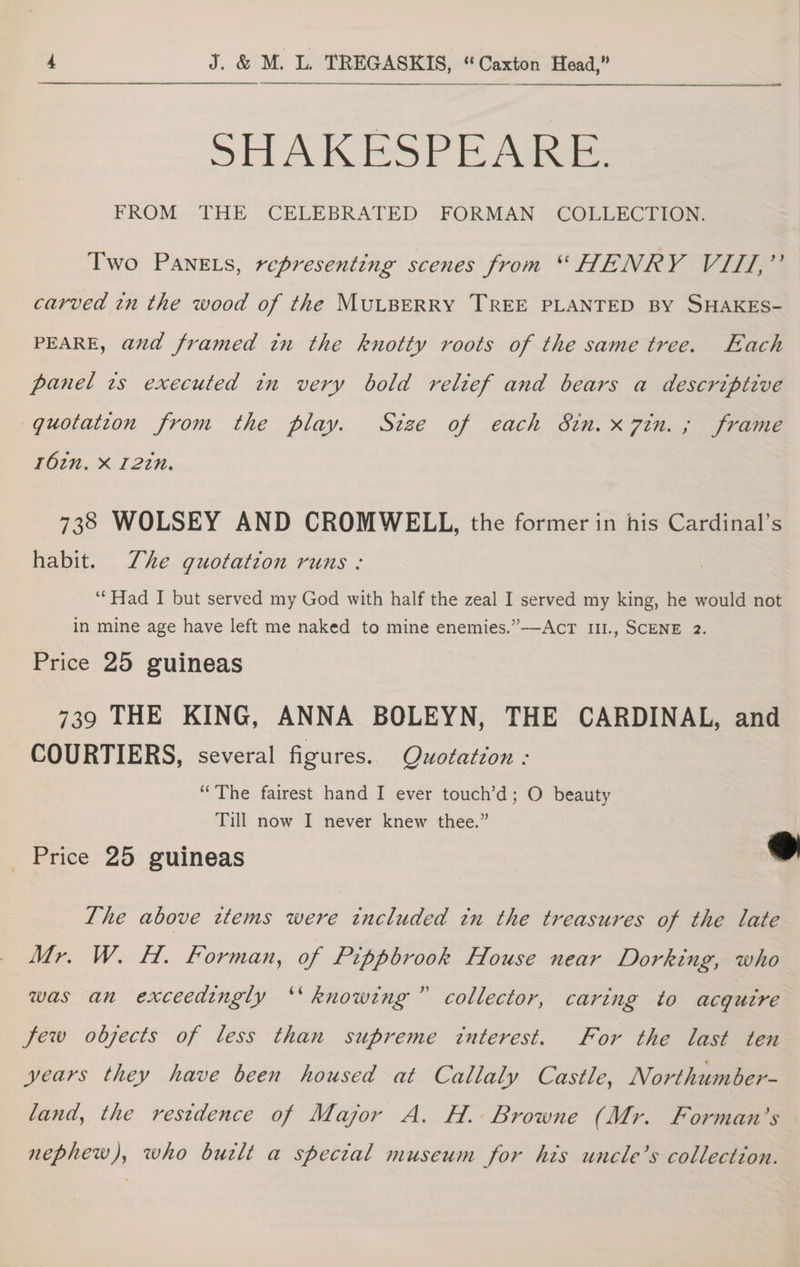 4 J. & M. L. TREGASKIS, “Caxton Head,”
SHAKESPEARE.
FROM THE CELEBRATED FORMAN COLLECTION.
Two Panels, representing scenes from “HENRY VIII,”
carved in the wood of the Mulberry Tree planted by Shakes-
peare, and framed in the knotty roots of the same tree. Each
panel is executed in very bold relief and bears a descriptive
quotation from the play. Size of each 8in. × 7in. ; frame
16in. × 12in.
738 WOLSEY AND CROMWELL, the former in his Cardinal’s
habit. The quotation runs :
“Had I but served my God with half the zeal I served my king, he would not
in mine age have left me naked to mine enemies.”—Act III., Scene 2.
Price 25 guineas
739 THE KING, ANNA BOLEYN, THE CARDINAL, and
COURTIERS, several figures. Quotation :
“The fairest hand I ever touch’d; O beauty
Till now I never knew thee.”
Price 25 guineas
The above items were included in the treasures of the late
Mr. W. H. Forman, of Pippbrook House near Dorking, who
was an exceedingly “knowing” collector, caring to acquire
few objects of less than supreme interest. For the last ten
years they have been housed at Callaly Castle, Northumber-
land, the residence of Major A. H. Browne (Mr. Forman’s
nephew), who built a special museum for his uncle’s collection.